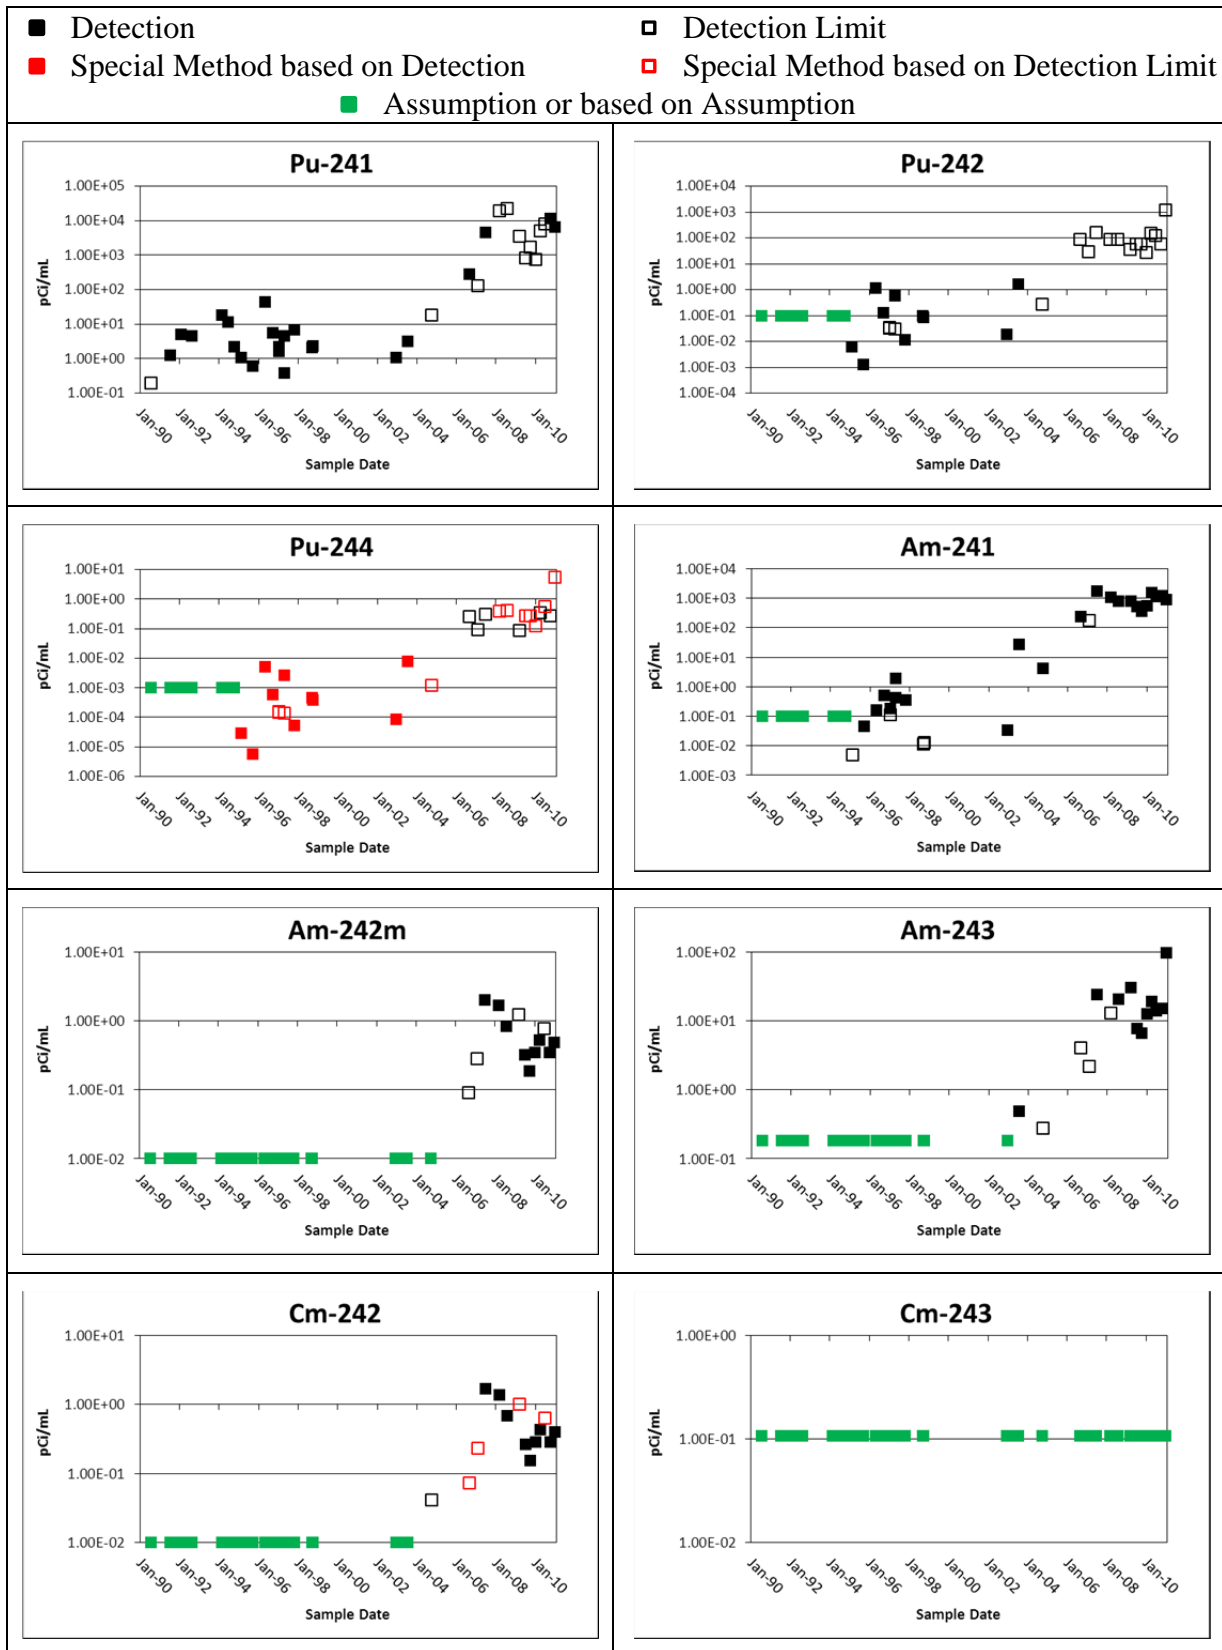 Detection
Detection Limit
Special Method based on Detection
Special Method based on Detection Limit
Assumption or based on Assumption
Pu-241
1.00E+05
1.00E+04
1.00E+03
1.00E+02
1.00E+01
1.00E+00
1.00E-01
pCi/mL
Jan-90 Jan-92 Jan-94 Jan-96 Jan-98 Jan-00 Jan-02 Jan-04 Jan-06 Jan-08 Jan-10
Sample Date
Pu-242
1.00E+04
1.00E+03
1.00E+02
1.00E+01
1.00E+00
1.00E-01
1.00E-02
1.00E-03
1.00E-04
pCi/mL
Jan-90 Jan-92 Jan-94 Jan-96 Jan-98 Jan-00 Jan-02 Jan-04 Jan-06 Jan-08 Jan-10
Sample Date
Pu-244
1.00E+01
1.00E+00
1.00E-01
1.00E-02
1.00E-03
1.00E-04
1.00E-05
1.00E-06
pCi/mL
Jan-90 Jan-92 Jan-94 Jan-96 Jan-98 Jan-00 Jan-02 Jan-04 Jan-06 Jan-08 Jan-10
Sample Date
Am-241
1.00E+04
1.00E+03
1.00E+02
1.00E+01
1.00E+00
1.00E-01
1.00E-02
1.00E-03
pCi/mL
Jan-90 Jan-92 Jan-94 Jan-96 Jan-98 Jan-00 Jan-02 Jan-04 Jan-06 Jan-08 Jan-10
Sample Date
Am-242m
1.00E+01
1.00E+00
1.00E-01
1.00E-02
pCi/mL
Jan-90 Jan-92 Jan-94 Jan-96 Jan-98 Jan-00 Jan-02 Jan-04 Jan-06 Jan-08 Jan-10
Sample Date
Am-243
1.00E+02
1.00E+01
1.00E+00
1.00E-01
pCi/mL
Jan-90 Jan-92 Jan-94 Jan-96 Jan-98 Jan-00 Jan-02 Jan-04 Jan-06 Jan-08 Jan-10
Sample Date
Cm-242
1.00E+01
1.00E+00
1.00E-01
1.00E-02
pCi/mL
Jan-90 Jan-92 Jan-94 Jan-96 Jan-98 Jan-00 Jan-02 Jan-04 Jan-06 Jan-08 Jan-10
Sample Date
Cm-243
1.00E+00
1.00E-01
1.00E-02
pCi/mL
Jan-90 Jan-92 Jan-94 Jan-96 Jan-98 Jan-00 Jan-02 Jan-04 Jan-06 Jan-08 Jan-10
Sample Date